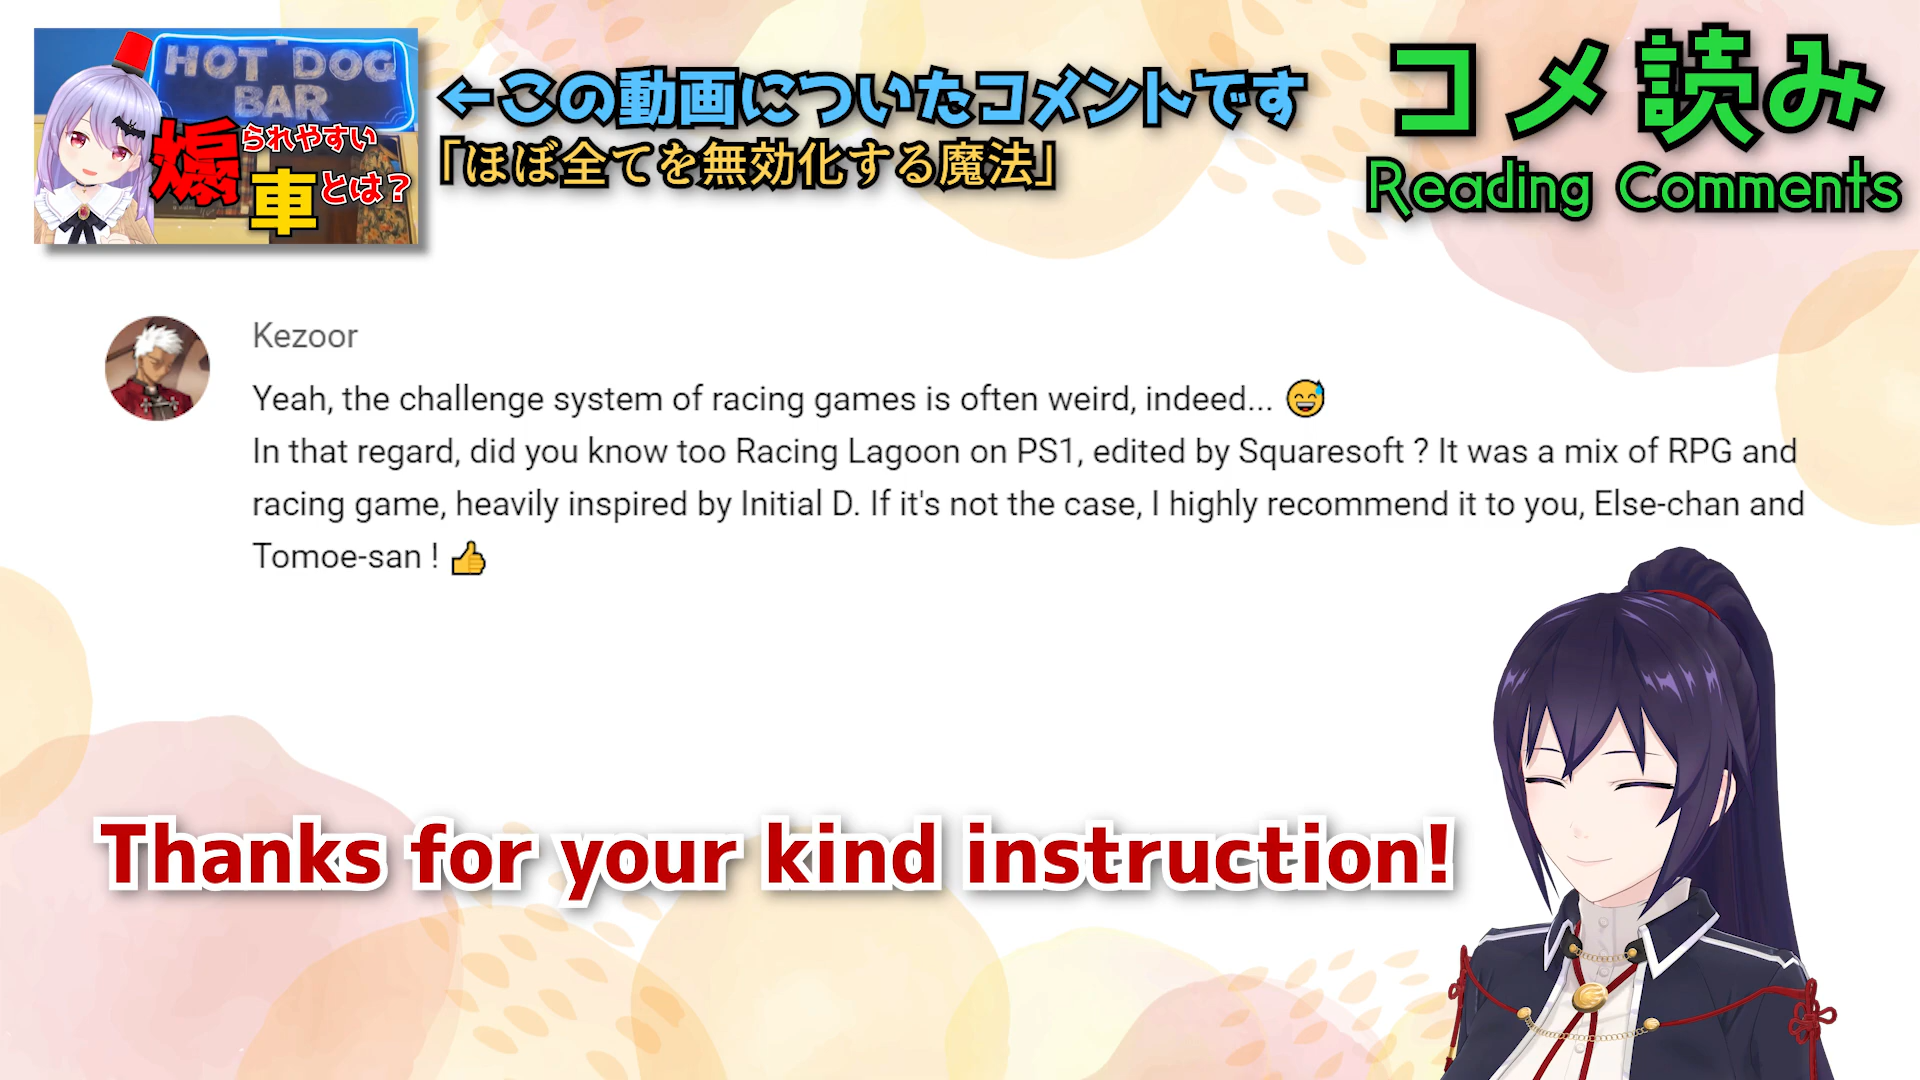 HOT DOG
BAR
煽られやすい
車とは?
←この動画についたコメントです
「ほぼ全てを無効化する魔法」
コメ読み
Reading Comments
Kezoor
Yeah, the challenge system of racing games is often weird, indeed... 😅
In that regard, did you know too Racing Lagoon on PS1, edited by Squaresoft ? It was a mix of RPG and
racing game, heavily inspired by Initial D. If it's not the case, I highly recommend it to you, Else-chan and
Tomoe-san ! 👍
Thanks for your kind instruction!